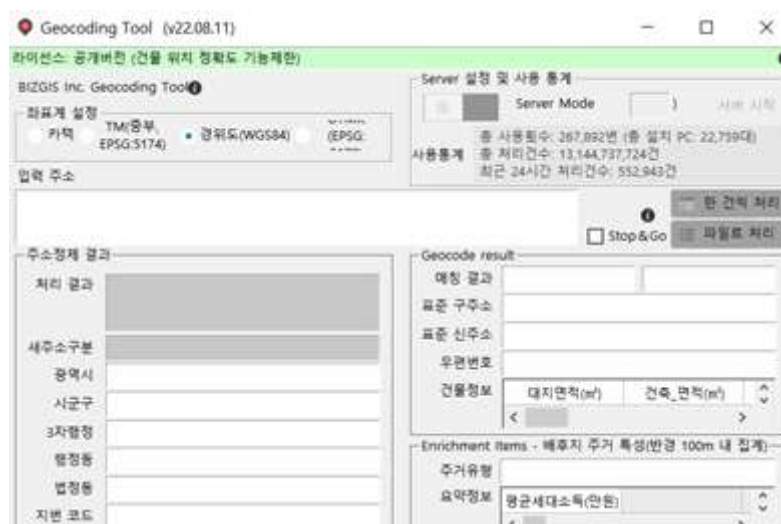 Geocoding Tool (v22.08.11)
라이선스: 공개버전 (건물 위치 정확도 기능제한)
BIZGIS Inc. Geocoding Tool
좌표계 설정
카텍
TM(중부, EPSG:5174)
경위도(WGS84)
(EPSG:
Server 설정 및 사용 통계
Server Mode
서버 시작
사용통계
총 사용횟수: 267,892번 (총 설치 PC: 22,759대)
총 처리건수: 13,144,737,724건
최근 24시간 처리건수: 552,943건
입력 주소
한 건씩 처리
Stop & Go
파일로 처리
주소정제 결과
처리 결과
새주소구분
광역시
시군구
3차행정
행정동
법정동
지번 코드
Geocode result
매칭 결과
표준 구주소
표준 신주소
우편번호
건물정보
대지면적(㎡)
건축_면적(㎡)
Enrichment Items - 배후지 주거 특성(반경 100m 내 집계)
주거유형
요약정보
평균세대소득(만원)